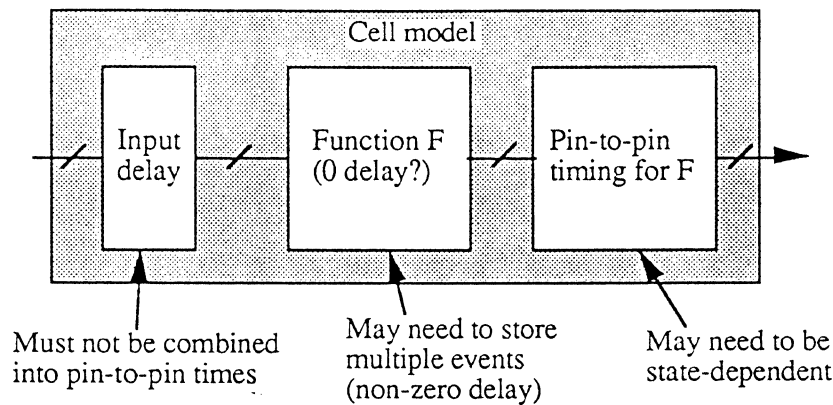 Cell model
Input
delay
Function F
(0 delay?)
Pin-to-pin
timing for F
Must not be combined
into pin-to-pin times
May need to store
multiple events
(non-zero delay)
May need to be
state-dependent